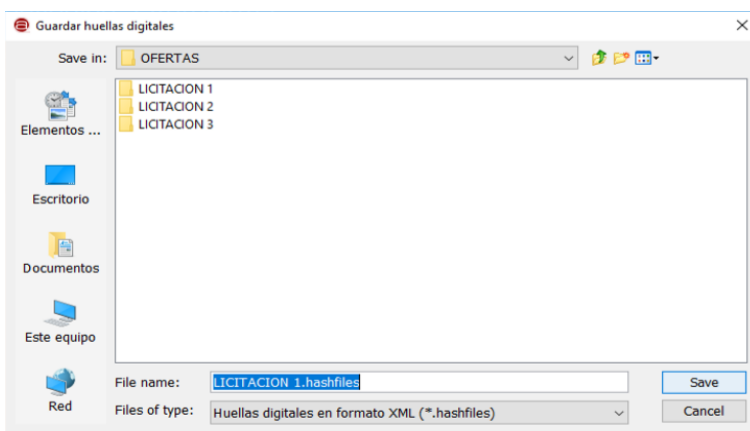 Guardar huellas digitales
Save in: OFERTAS
LICITACION 1
LICITACION 2
LICITACION 3
Elementos ...
Escritorio
Documentos
Este equipo
Red
File name: LICITACION 1.hashfiles
Save
Files of type: Huellas digitales en formato XML (*.hashfiles)
Cancel